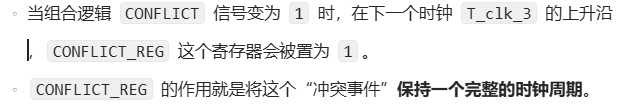 当组合逻辑 CONFLICT 信号变为 1 时，在下一个时钟 T_clk_3 的上升沿
，CONFLICT_REG 这个寄存器会被置为 1 。
CONFLICT_REG 的作用就是将这个“冲突事件”保持一个完整的时钟周期。